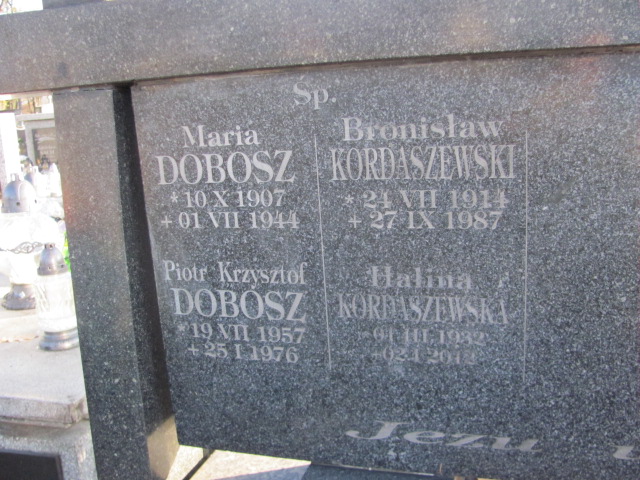 Sp.
Maria
DOBOSZ
* 10 X 1907
+ 01 VII 1944
Bronisław
KORDASZEWSKI
* 24 VII 1914
+ 27 IX 1987
Piotr Krzysztof
DOBOSZ
* 19 VII 1957
+ 25 I 1976
Halina
KORDASZEWSKA
Jezu